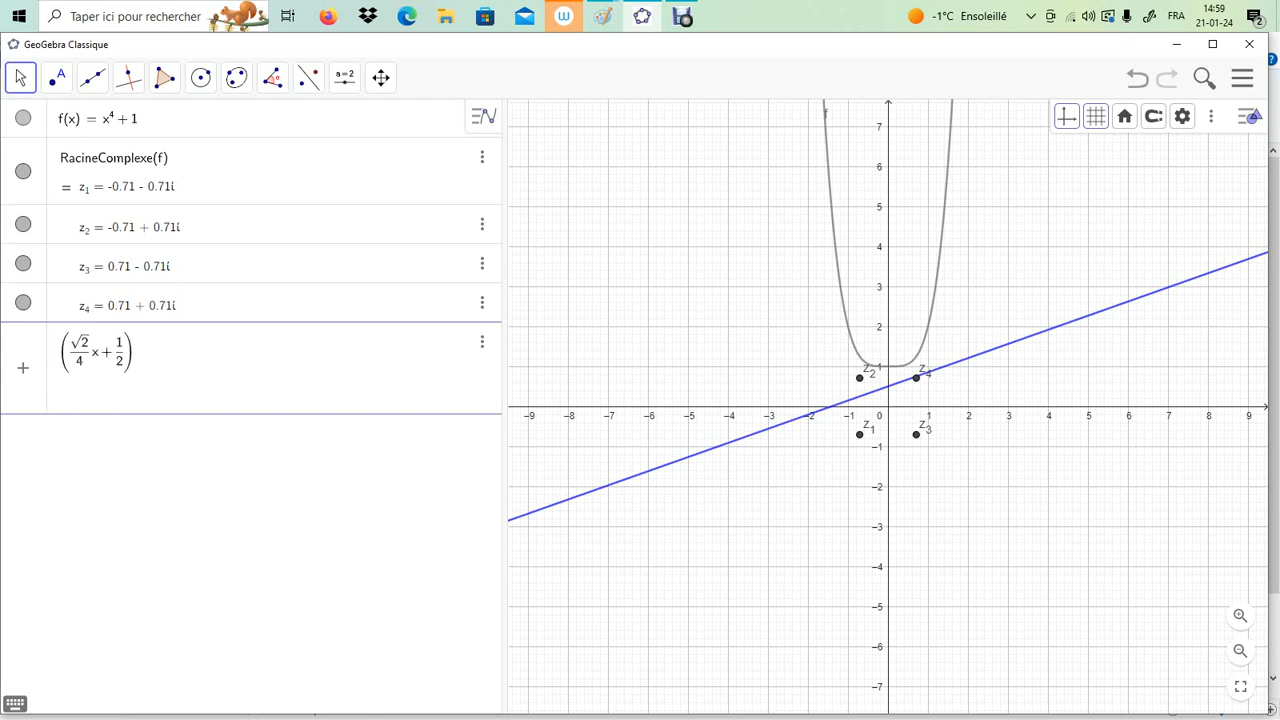 Taper ici pour rechercher
W
-1°C Ensoleillé
FRA
14:59
21-01-24
2
GeoGebra Classique
A
a=2
f(x) = x⁴ + 1
RacineComplexe(f)
= z₁ = -0.71 - 0.71i
z₂ = -0.71 + 0.71i
z₃ = 0.71 - 0.71i
z₄ = 0.71 + 0.71i
(√2/4 x + 1/2)
f
7
6
5
4
3
2
1
z₂
z₄
−9 −8 −7 −6 −5 −4 −3 −2 −1 0 1 2 3 4 5 6 7 8 9
z₁
z₃
−1
−2
−3
−4
−5
−6
−7